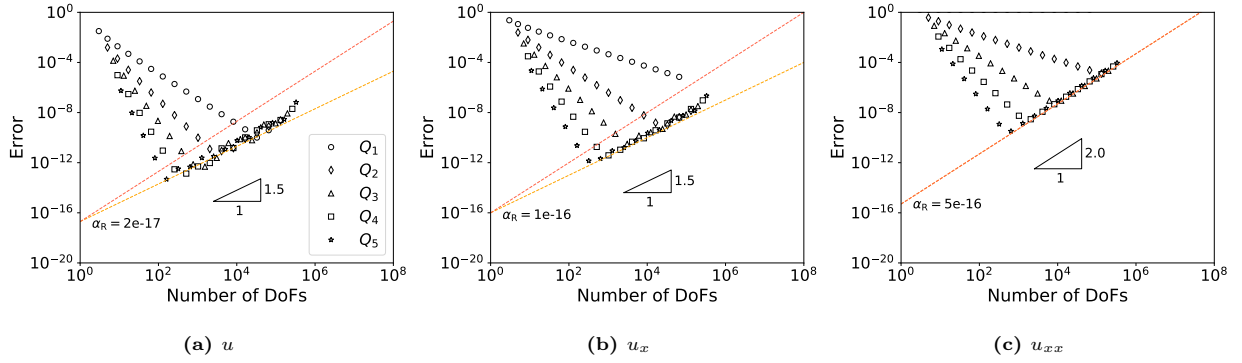 10^0
10^−4
10^−8
10^−12
10^−16
10^−20
Error
10^0 10^2 10^4 10^6 10^8
Number of DoFs
α_R = 2e-17
1.5
1
Q_1
Q_2
Q_3
Q_4
Q_5
(a) u
10^0
10^−4
10^−8
10^−12
10^−16
10^−20
Error
10^0 10^2 10^4 10^6 10^8
Number of DoFs
α_R = 1e-16
1.5
1
(b) u_x
10^0
10^−4
10^−8
10^−12
10^−16
10^−20
Error
10^0 10^2 10^4 10^6 10^8
Number of DoFs
α_R = 5e-16
2.0
1
(c) u_xx